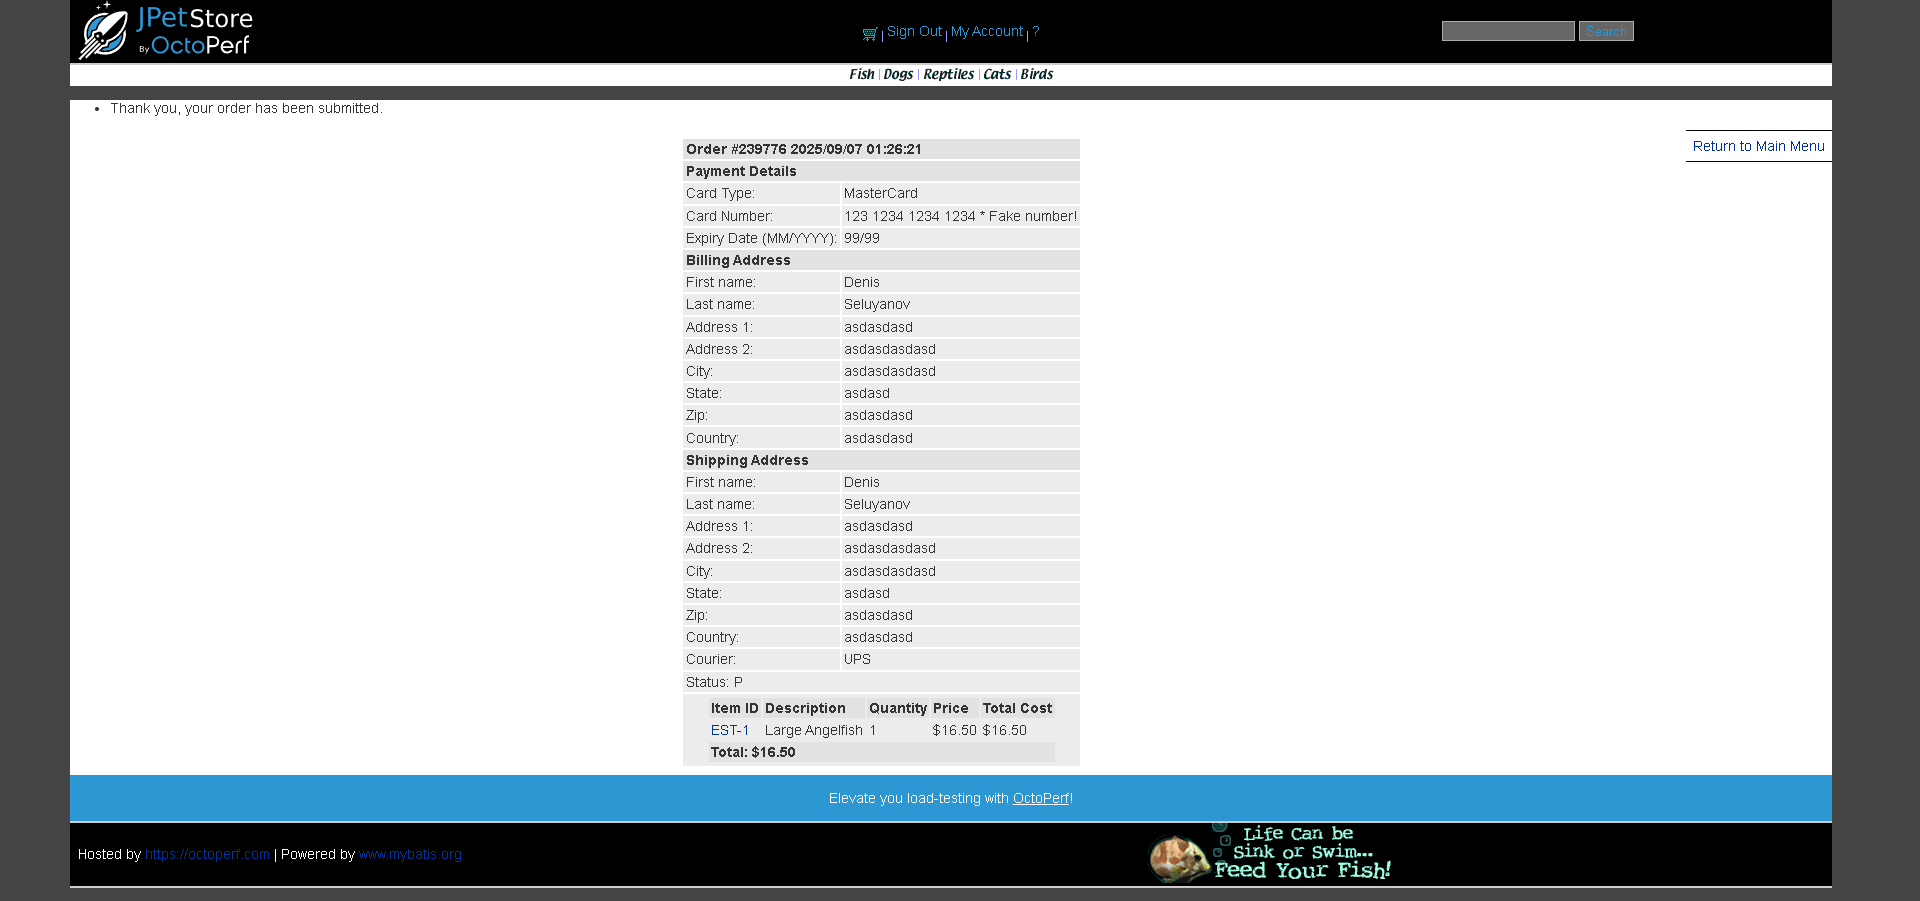 JPetStore
By OctoPerf
Sign Out | My Account | ?
Search
Fish | Dogs | Reptiles | Cats | Birds
Thank you, your order has been submitted.
Return to Main Menu
Order #239776 2025/09/07 01:26:21
Payment Details
Card Type: MasterCard
Card Number: 123 1234 1234 1234 * Fake number!
Expiry Date (MM/YYYY): 99/99
Billing Address
First name: Denis
Last name: Seluyanov
Address 1: asdasdasd
Address 2: asdasdasdasd
City: asdasdasdasd
State: asdasd
Zip: asdasdasd
Country: asdasdasd
Shipping Address
First name: Denis
Last name: Seluyanov
Address 1: asdasdasd
Address 2: asdasdasdasd
City: asdasdasdasd
State: asdasd
Zip: asdasdasd
Country: asdasdasd
Courier: UPS
Status: P
Item ID Description Quantity Price Total Cost
EST-1 Large Angelfish 1 $16.50 $16.50
Total: $16.50
Elevate you load-testing with OctoPerf!
Hosted by https://octoperf.com | Powered by www.mybatis.org
Life Can be
Sink or Swim...
Feed Your Fish!